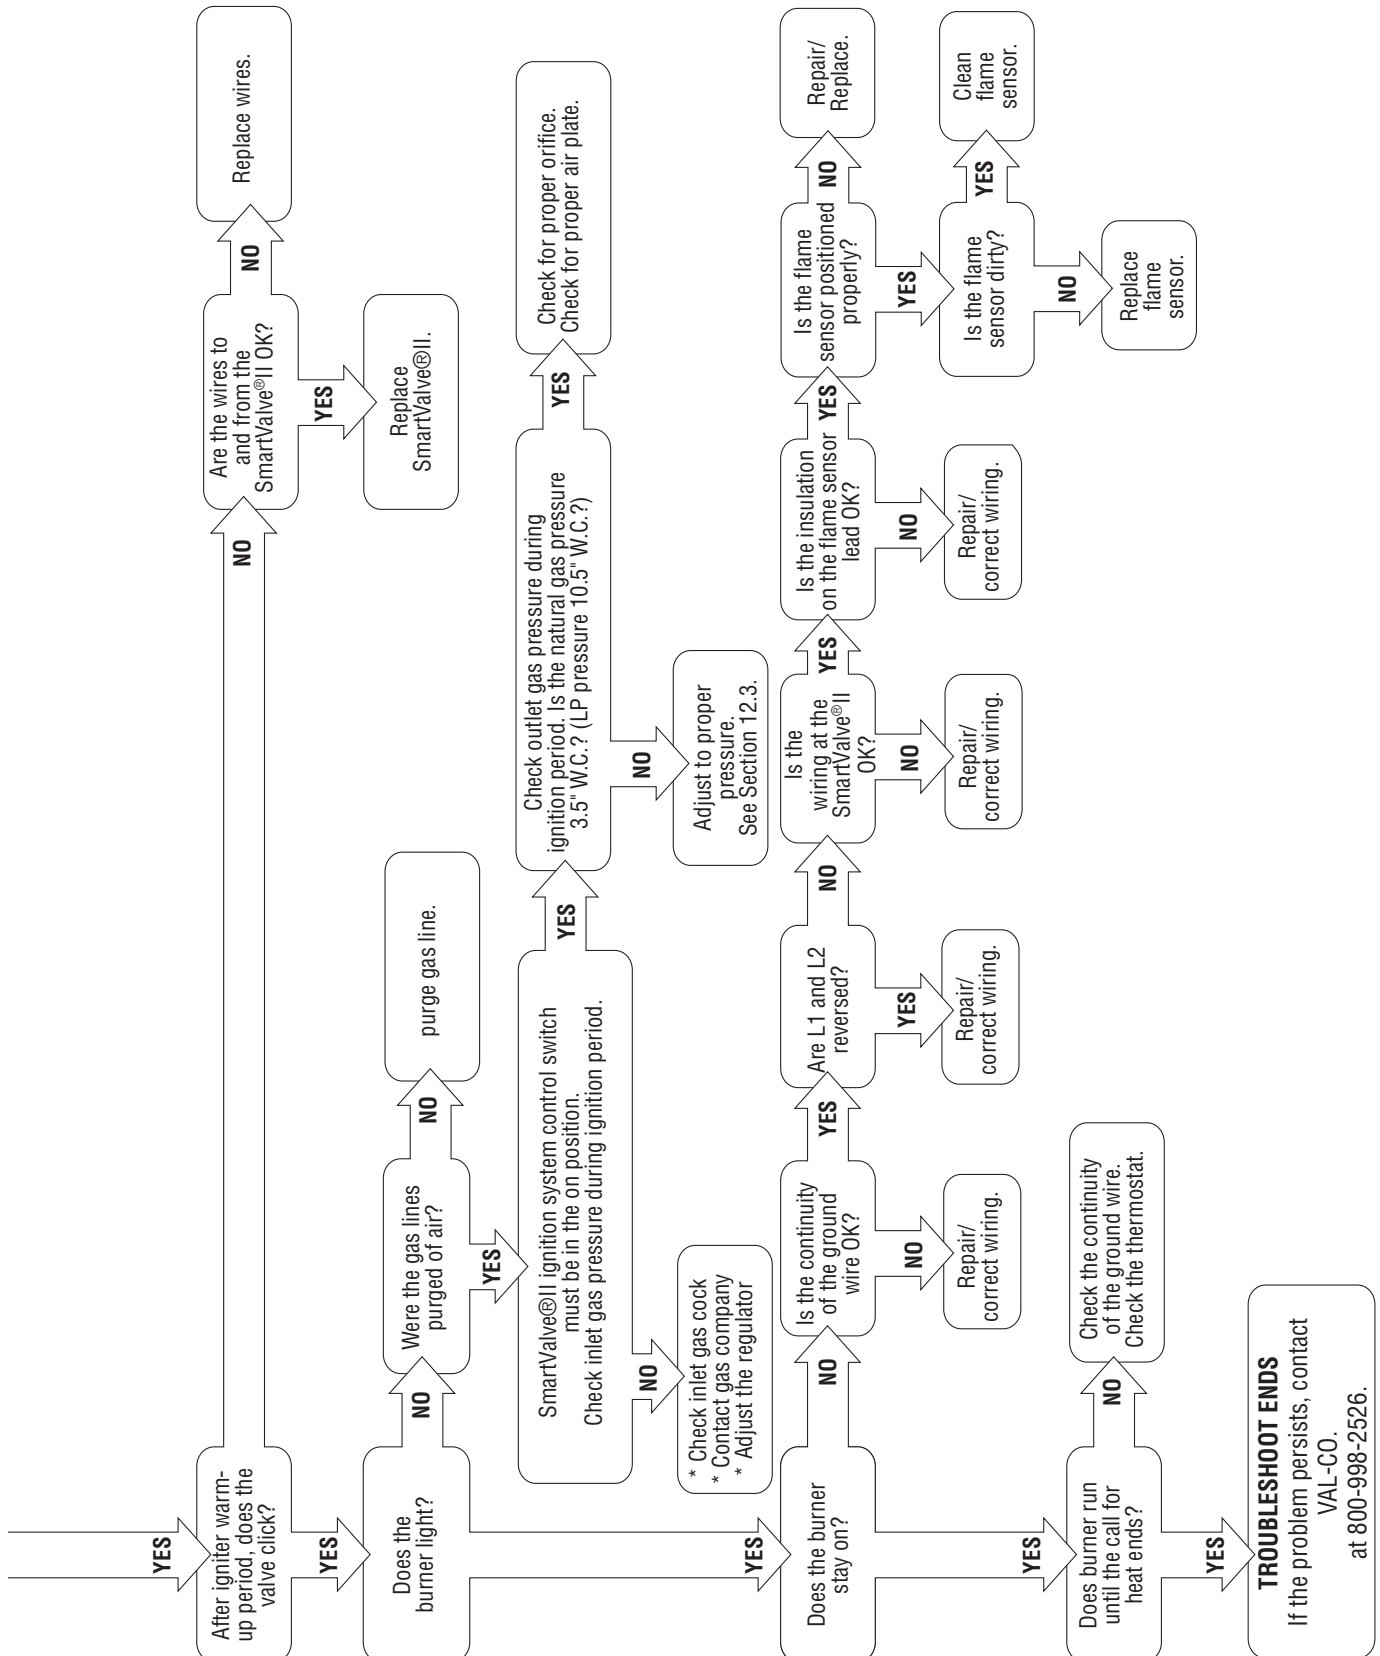 YES
After igniter warm-
up period, does the
valve click?
NO
Are the wires to
and from the
SmartValve®II OK?
NO
Replace wires.
YES
Replace
SmartValve®II.
YES
Does the
burner light?
NO
Were the gas lines
purged of air?
NO
purge gas line.
YES
SmartValve®II ignition system control switch
must be in the on position.
Check inlet gas pressure during ignition period.
YES
Check outlet gas pressure during
ignition period. Is the natural gas pressure
3.5" W.C.? (LP pressure 10.5" W.C.?)
YES
Check for proper orifice.
Check for proper air plate.
NO
Adjust to proper
pressure.
See Section 12.3.
NO
* Check inlet gas cock
* Contact gas company
* Adjust the regulator
YES
Does the burner
stay on?
NO
Is the continuity
of the ground
wire OK?
YES
Are L1 and L2
reversed?
NO
Is the
wiring at the
SmartValve®II
OK?
YES
Is the insulation
on the flame sensor
lead OK?
YES
Is the flame
sensor positioned
properly?
NO
Repair/
Replace.
NO
Repair/
correct wiring.
YES
Repair/
correct wiring.
NO
Repair/
correct wiring.
NO
Repair/
correct wiring.
YES
Is the flame
sensor dirty?
YES
Clean
flame
sensor.
NO
Replace
flame
sensor.
YES
Does burner run
until the call for
heat ends?
NO
Check the continuity
of the ground wire.
Check the thermostat.
YES
TROUBLESHOOT ENDS
If the problem persists, contact
VAL-CO.
at 800-998-2526.